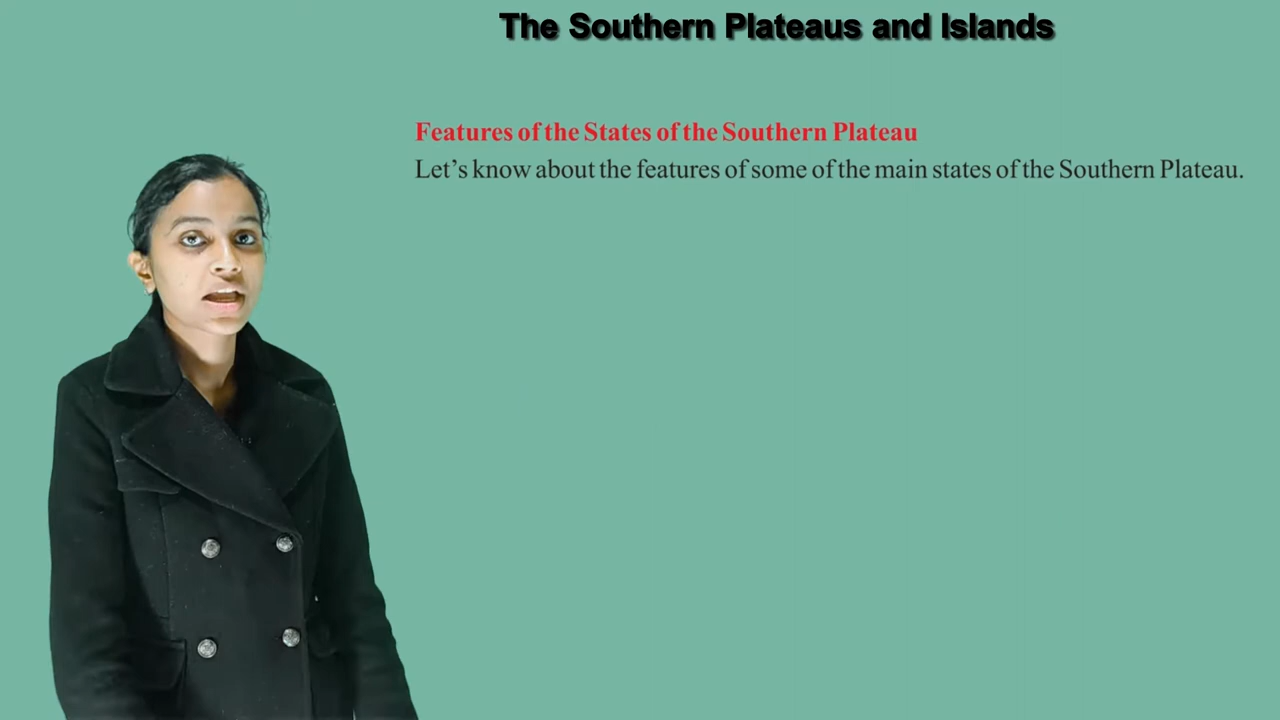 The Southern Plateaus and Islands
Features of the States of the Southern Plateau
Let's know about the features of some of the main states of the Southern Plateau.